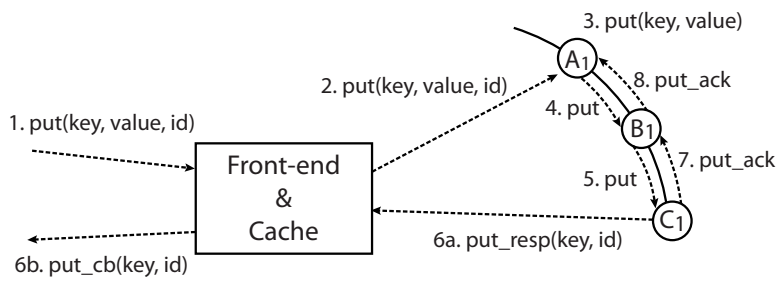 3. put(key, value)
A1
2. put(key, value, id)
8. put_ack
4. put
1. put(key, value, id)
B1
Front-end
&
Cache
5. put
7. put_ack
C1
6a. put_resp(key, id)
6b. put_cb(key, id)